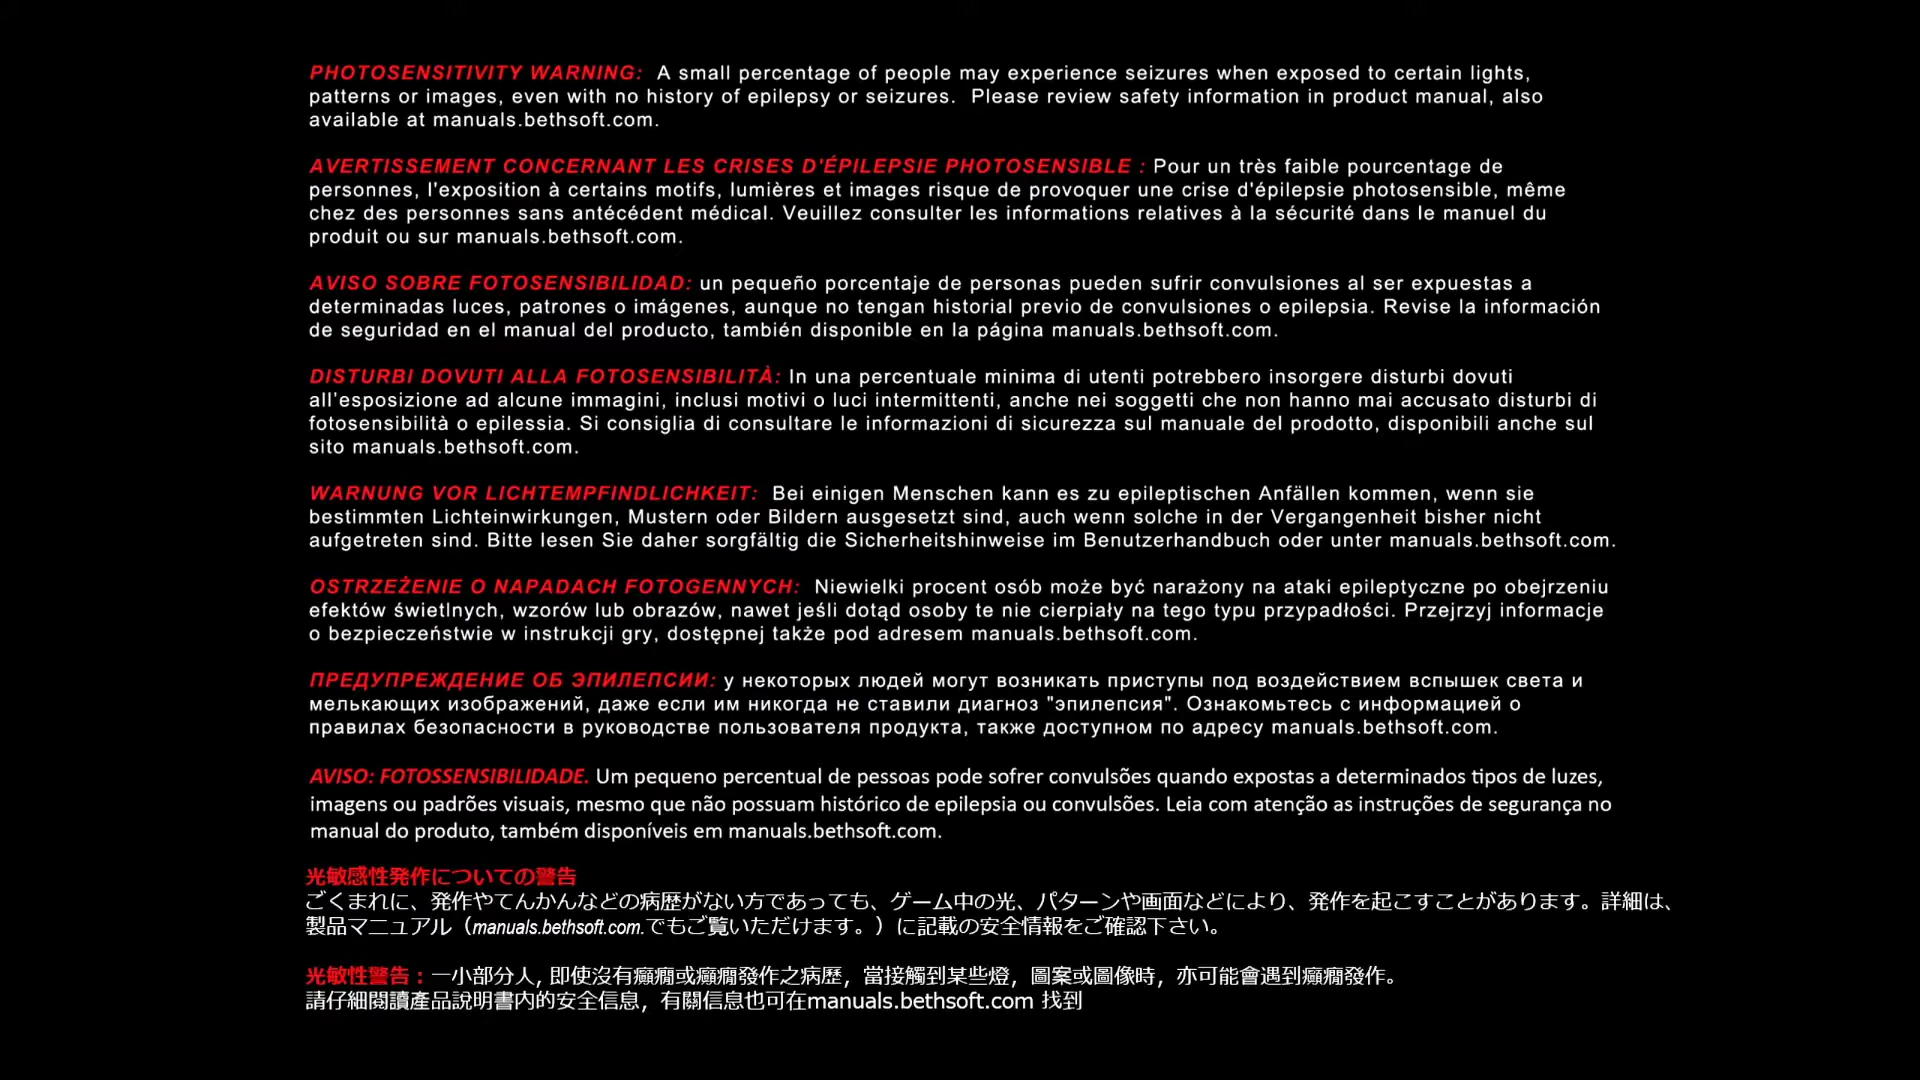 PHOTOSENSITIVITY WARNING: A small percentage of people may experience seizures when exposed to certain lights,
patterns or images, even with no history of epilepsy or seizures. Please review safety information in product manual, also
available at manuals.bethsoft.com.
AVERTISSEMENT CONCERNANT LES CRISES D'ÉPILEPSIE PHOTOSENSIBLE : Pour un très faible pourcentage de
personnes, l'exposition à certains motifs, lumières et images risque de provoquer une crise d'épilepsie photosensible, même
chez des personnes sans antécédent médical. Veuillez consulter les informations relatives à la sécurité dans le manuel du
produit ou sur manuals.bethsoft.com.
AVISO SOBRE FOTOSENSIBILIDAD: un pequeño porcentaje de personas pueden sufrir convulsiones al ser expuestas a
determinadas luces, patrones o imágenes, aunque no tengan historial previo de convulsiones o epilepsia. Revise la información
de seguridad en el manual del producto, también disponible en la página manuals.bethsoft.com.
DISTURBI DOVUTI ALLA FOTOSENSIBILITÀ: In una percentuale minima di utenti potrebbero insorgere disturbi dovuti
all'esposizione ad alcune immagini, inclusi motivi o luci intermittenti, anche nei soggetti che non hanno mai accusato disturbi di
fotosensibilità o epilessia. Si consiglia di consultare le informazioni di sicurezza sul manuale del prodotto, disponibili anche sul
sito manuals.bethsoft.com.
WARNUNG VOR LICHTEMPFINDLICHKEIT: Bei einigen Menschen kann es zu epileptischen Anfällen kommen, wenn sie
bestimmten Lichteinwirkungen, Mustern oder Bildern ausgesetzt sind, auch wenn solche in der Vergangenheit bisher nicht
aufgetreten sind. Bitte lesen Sie daher sorgfältig die Sicherheitshinweise im Benutzerhandbuch oder unter manuals.bethsoft.com.
OSTRZEŻENIE O NAPADACH FOTOGENNYCH: Niewielki procent osób może być narażony na ataki epileptyczne po obejrzeniu
efektów świetlnych, wzorów lub obrazów, nawet jeśli dotąd osoby te nie cierpiały na tego typu przypadłości. Przejrzyj informacje
o bezpieczeństwie w instrukcji gry, dostępnej także pod adresem manuals.bethsoft.com.
ПРЕДУПРЕЖДЕНИЕ ОБ ЭПИЛЕПСИИ: у некоторых людей могут возникать приступы под воздействием вспышек света и
мелькающих изображений, даже если им никогда не ставили диагноз "эпилепсия". Ознакомьтесь с информацией о
правилах безопасности в руководстве пользователя продукта, также доступном по адресу manuals.bethsoft.com.
AVISO: FOTOSSENSIBILIDADE. Um pequeno percentual de pessoas pode sofrer convulsões quando expostas a determinados tipos de luzes,
imagens ou padrões visuais, mesmo que não possuam histórico de epilepsia ou convulsões. Leia com atenção as instruções de segurança no
manual do produto, também disponíveis em manuals.bethsoft.com.
光敏感性発作についての警告
ごくまれに、発作やてんかんなどの病歴がない方であっても、ゲーム中の光、パターンや画面などにより、発作を起こすことがあります。詳細は、
製品マニュアル（manuals.bethsoft.com.でもご覧いただけます。）に記載の安全情報をご確認下さい。
光敏性警告：一小部分人, 即使沒有癲癇或癲癇發作之病歷，當接觸到某些燈，圖案或圖像時，亦可能會遇到癲癇發作。
請仔細閱讀產品說明書內的安全信息，有關信息也可在manuals.bethsoft.com 找到